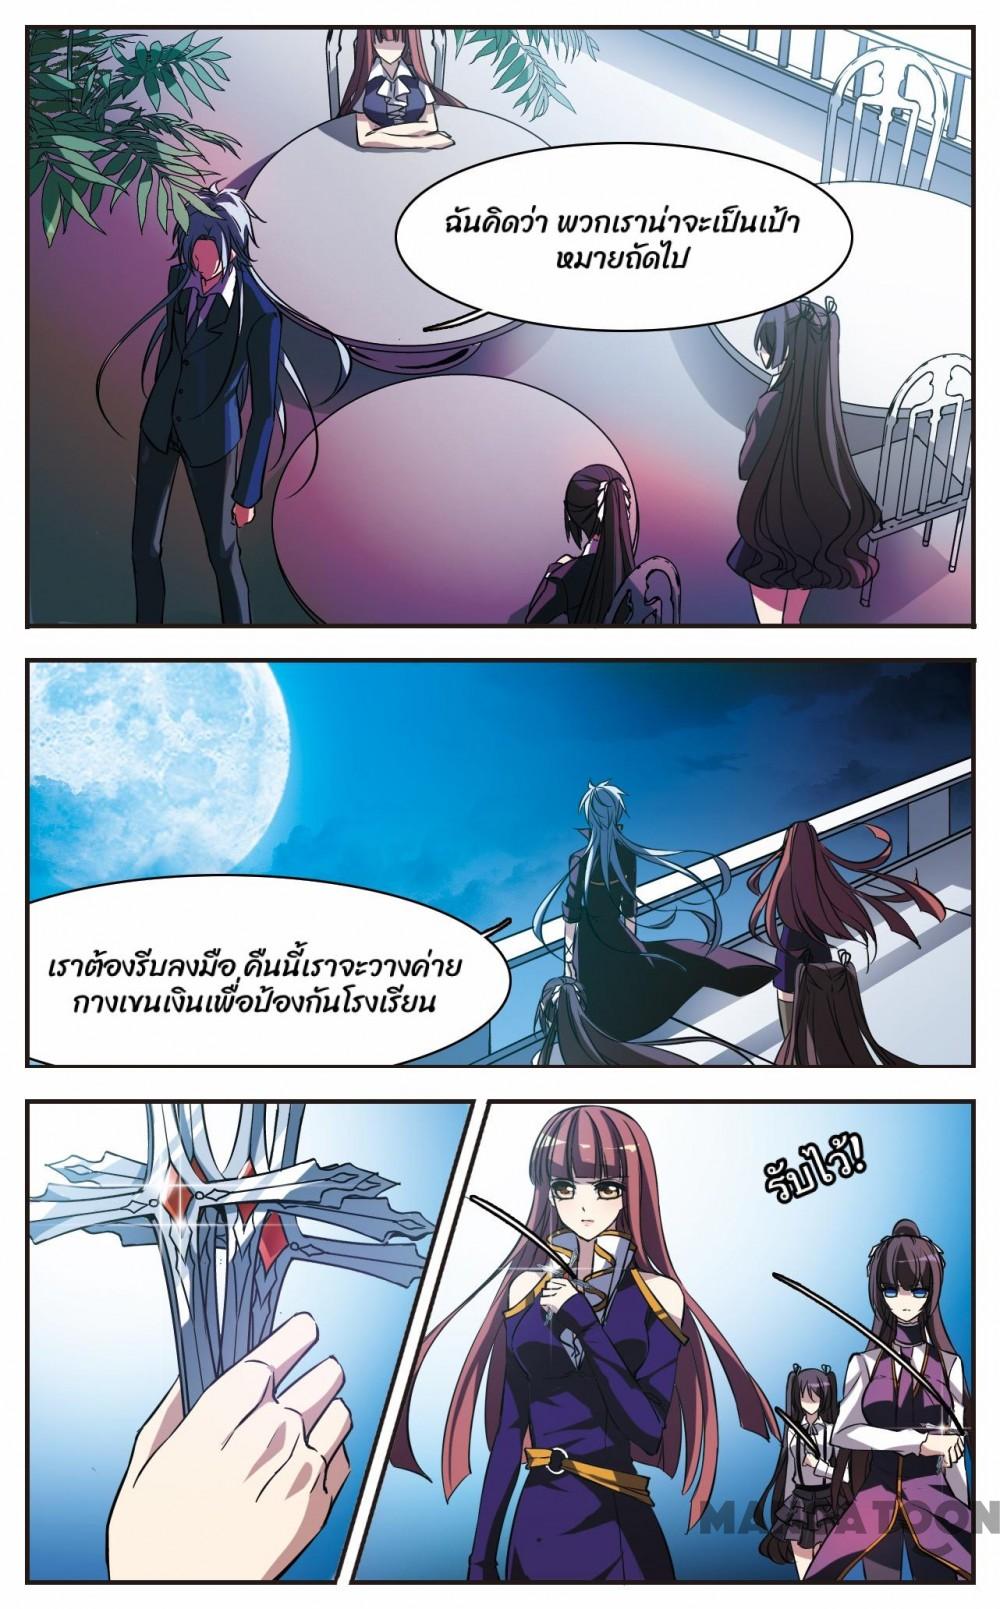 ฉันคิดว่า พวกเราน่าจะเป็นเป้า
หมายถัดไป
เราต้องรีบลงมือ คืนนี้เราจะวางค่าย
กางเขนเงินเพื่อป้องกันโรงเรียน
รับไว้!
MANGATOON